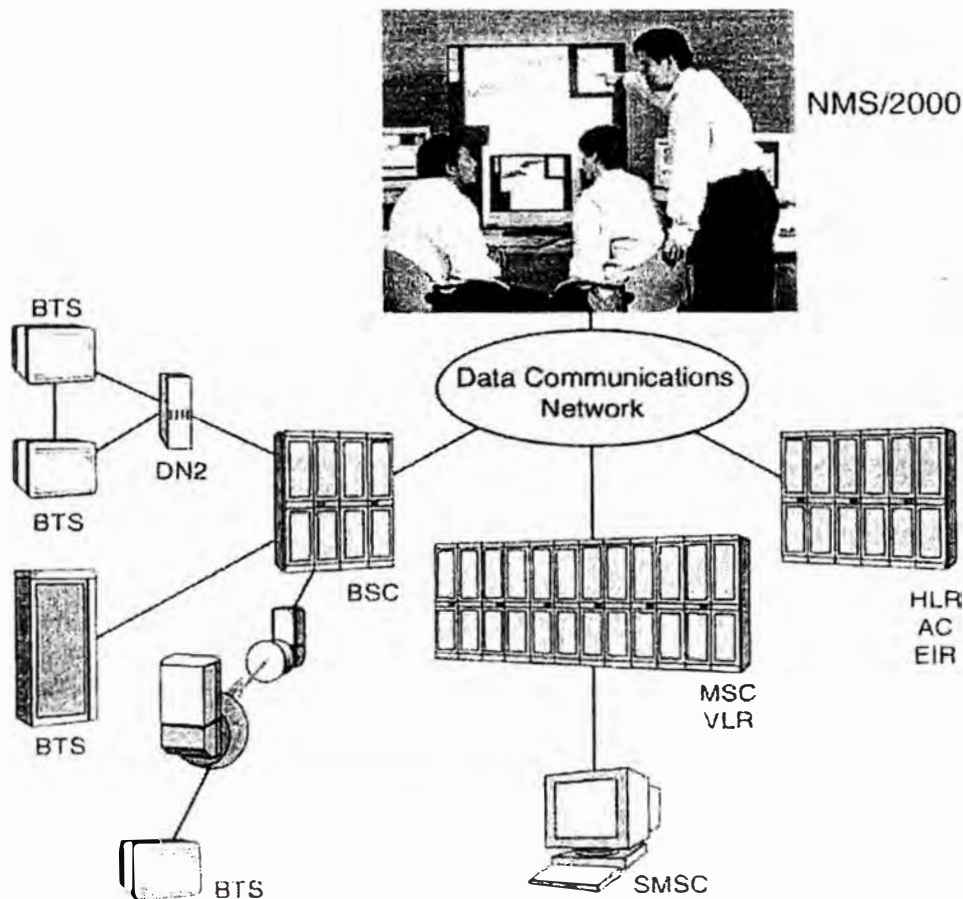 NMS/2000
BTS
Data Communications
Network
DN2
BTS
BSC
HLR
AC
EIR
MSC
VLR
BTS
BTS
SMSC